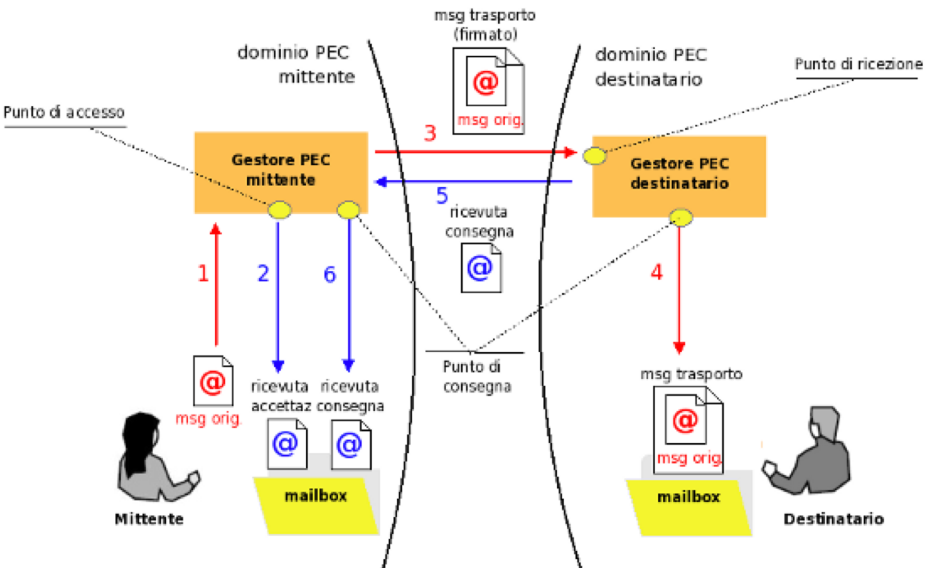 msg trasporto
(firmato)
dominio PEC
mittente
dominio PEC
destinatario
Punto di ricezione
@
msg orig.
Punto di accesso
3
Gestore PEC
mittente
Gestore PEC
destinatario
5
ricevuta
consegna
@
1
2
6
4
Punto di
consegna
msg trasporto
@
msg orig.
ricevuta
accettaz
ricevuta
consegna
@
@
@
msg orig.
mailbox
mailbox
Mittente
Destinatario